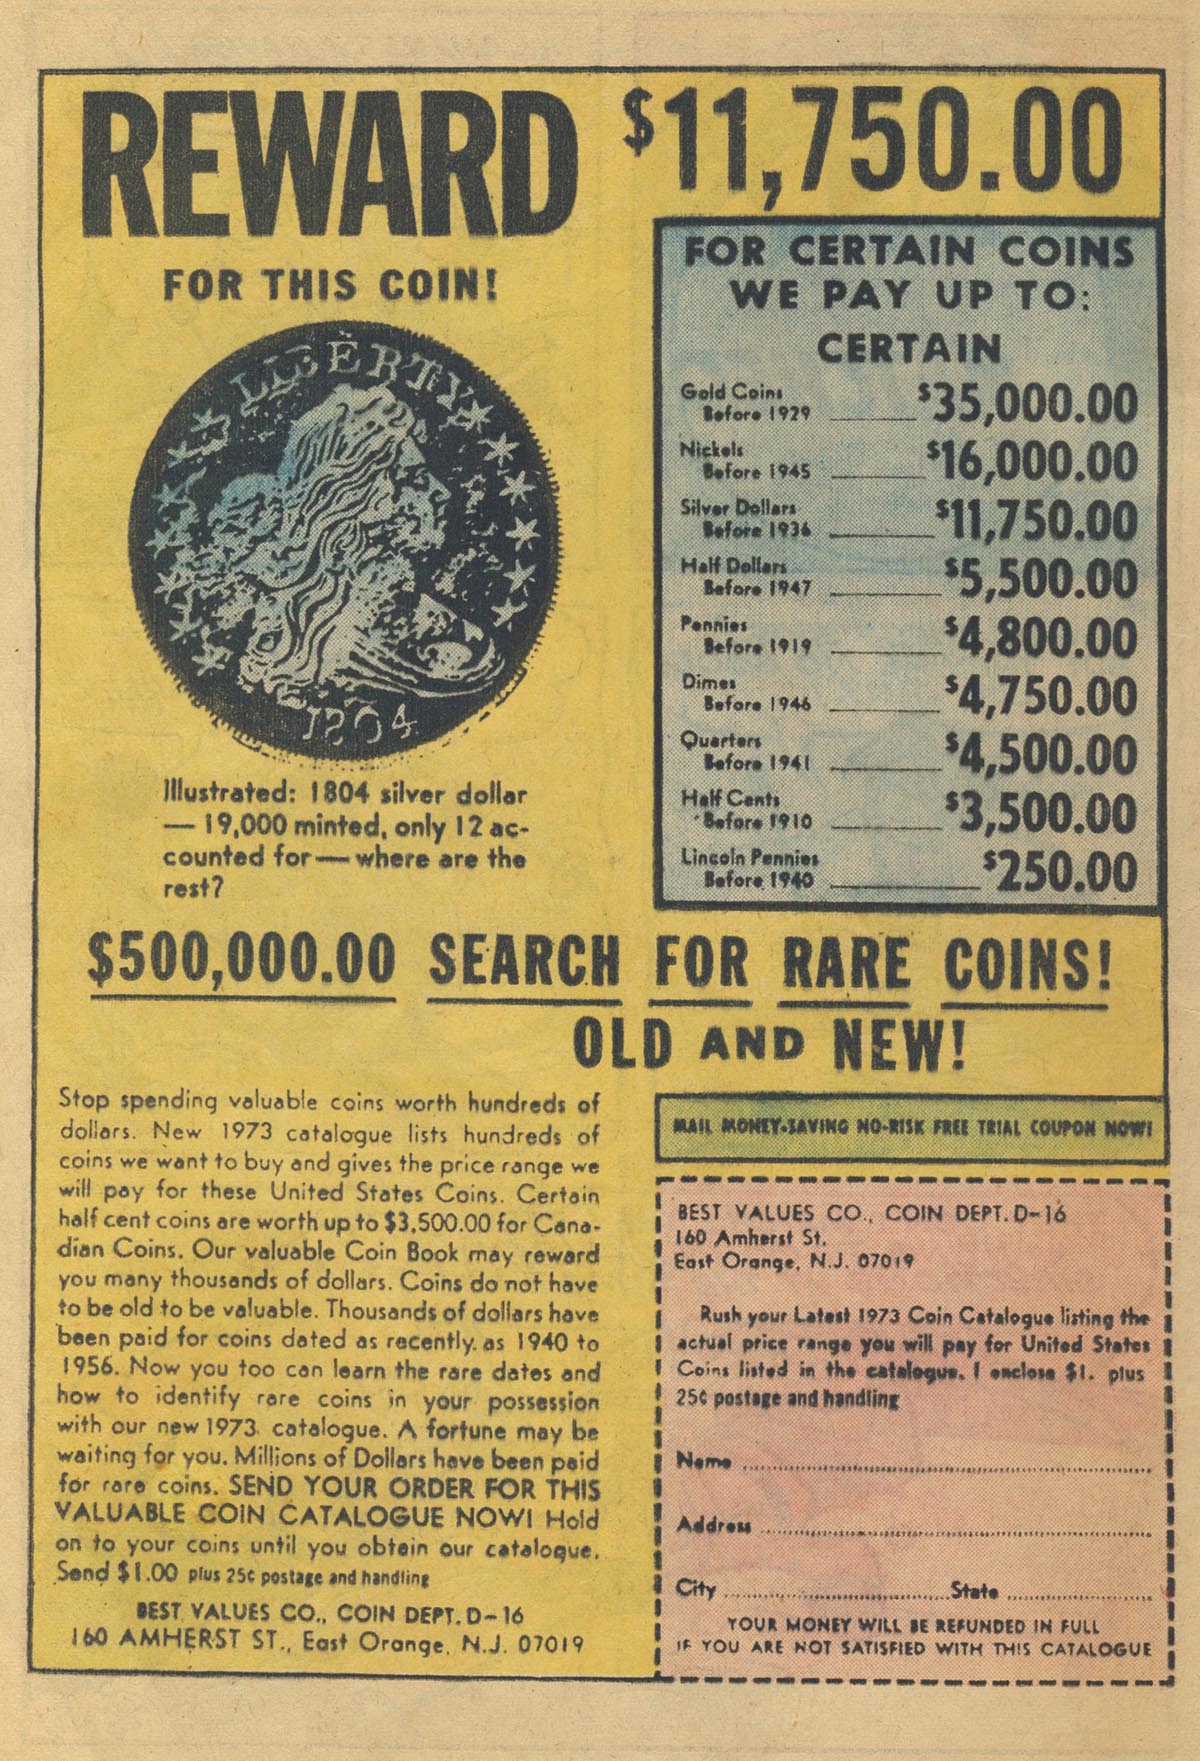 REWARD $11,750.00
FOR THIS COIN!
LIBERTY
1804
Illustrated: 1804 silver dollar
— 19,000 minted, only 12 ac-
counted for — where are the
rest?
FOR CERTAIN COINS
WE PAY UP TO:
CERTAIN
Gold Coins
Before 1929 $35,000.00
Nickels
Before 1945 $16,000.00
Silver Dollars
Before 1936 $11,750.00
Half Dollars
Before 1947 $5,500.00
Pennies
Before 1919 $4,800.00
Dimes
Before 1946 $4,750.00
Quarters
Before 1941 $4,500.00
Half Cents
Before 1910 $3,500.00
Lincoln Pennies
Before 1940 $250.00
$500,000.00 SEARCH FOR RARE COINS!
OLD AND NEW!
Stop spending valuable coins worth hundreds of
dollars. New 1973 catalogue lists hundreds of
coins we want to buy and gives the price range we
will pay for these United States Coins. Certain
half cent coins are worth up to $3,500.00 for Cana-
dian Coins. Our valuable Coin Book may reward
you many thousands of dollars. Coins do not have
to be old to be valuable. Thousands of dollars have
been paid for coins dated as recently as 1940 to
1956. Now you too can learn the rare dates and
how to identify rare coins in your possession
with our new 1973 catalogue. A fortune may be
waiting for you. Millions of Dollars have been paid
for rare coins. SEND YOUR ORDER FOR THIS
VALUABLE COIN CATALOGUE NOW! Hold
on to your coins until you obtain our catalogue.
Send $1.00 plus 25¢ postage and handling
BEST VALUES CO., COIN DEPT. D-16
160 AMHERST ST., East Orange, N.J. 07019
MAIL MONEY-SAVING NO-RISK FREE TRIAL COUPON NOW!
BEST VALUES CO., COIN DEPT. D-16
160 Amherst St.
East Orange, N.J. 07019
Rush your Latest 1973 Coin Catalogue listing the
actual price range you will pay for United States
Coins listed in the catalogue. I enclose $1. plus
25¢ postage and handling
Name
Address
City State
YOUR MONEY WILL BE REFUNDED IN FULL
IF YOU ARE NOT SATISFIED WITH THIS CATALOGUE